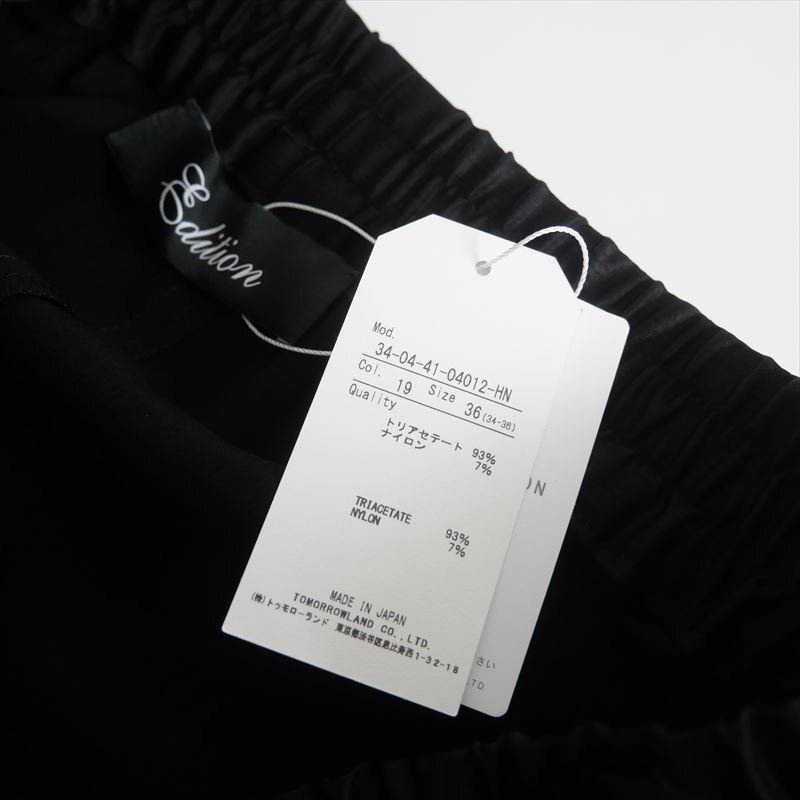 Edition
Mod.
34-04-41-04012-HN
Col. 19 Size 36(34-36)
Quality
トリアセテート 93%
ナイロン 7%
TRIACETATE 93%
NYLON 7%
MADE IN JAPAN
TOMORROWLAND CO.,LTD.
(株)トゥモローランド 東京都渋谷区恵比寿西1-32-18
ON
さい
LTD.